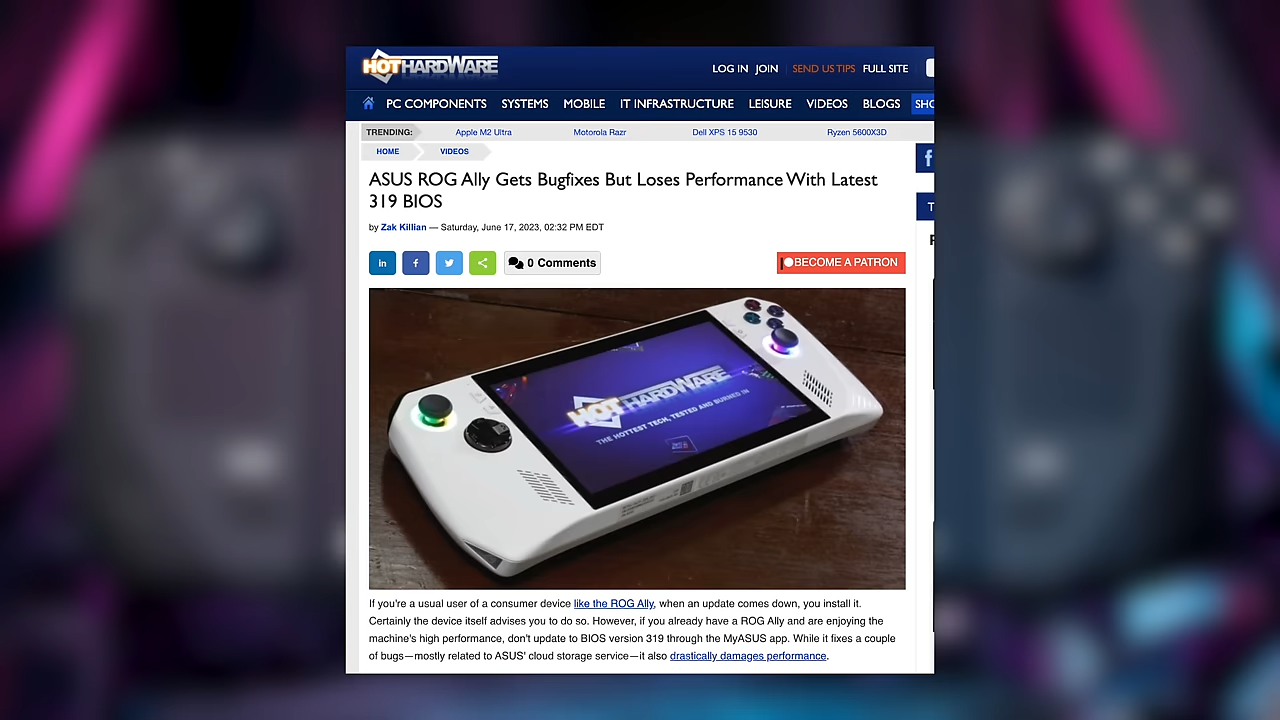 HOTHARDWARE
LOG IN JOIN SEND US TIPS FULL SITE
PC COMPONENTS SYSTEMS MOBILE IT INFRASTRUCTURE LEISURE VIDEOS BLOGS SHO
TRENDING: Apple M2 Ultra Motorola Razr Dell XPS 15 9530 Ryzen 5600X3D
HOME VIDEOS
ASUS ROG Ally Gets Bugfixes But Loses Performance With Latest
319 BIOS
by Zak Killian — Saturday, June 17, 2023, 02:32 PM EDT
in f 0 Comments BECOME A PATRON
HOTHARDWARE
THE HOTTEST TECH, TESTED AND BURNED IN
If you're a usual user of a consumer device like the ROG Ally, when an update comes down, you install it.
Certainly the device itself advises you to do so. However, if you already have a ROG Ally and are enjoying the
machine's high performance, don't update to BIOS version 319 through the MyASUS app. While it fixes a couple
of bugs—mostly related to ASUS' cloud storage service—it also drastically damages performance.